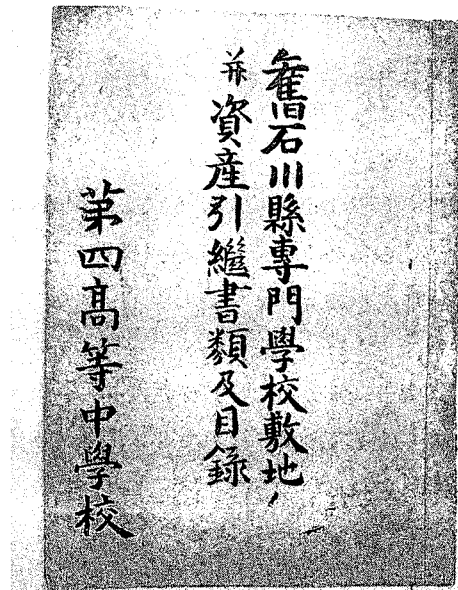 舊石川縣專門學校敷地ノ
并資産引繼書類及目錄
第四高等中學校